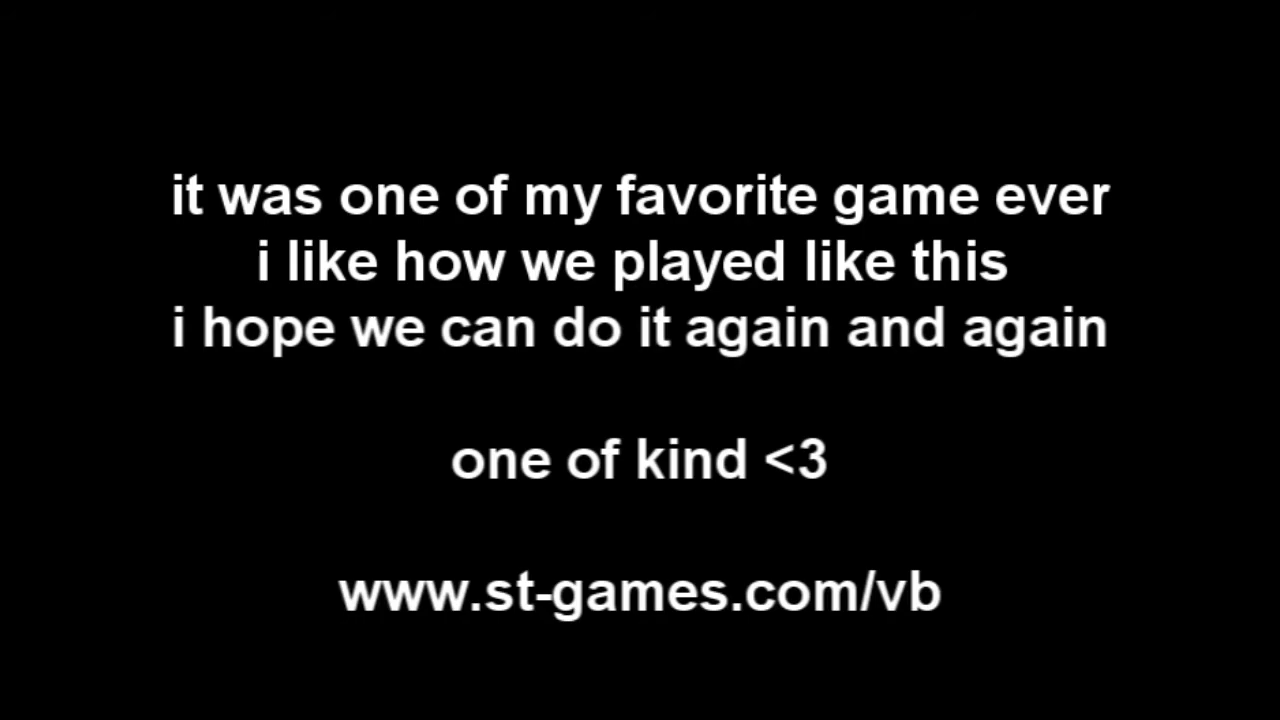 it was one of my favorite game ever
i like how we played like this
i hope we can do it again and again
one of kind <3
www.st-games.com/vb